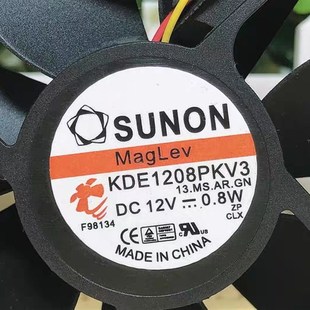 SUNON
MagLev
KDE1208PKV3
13.MS.AR.GN
DC 12V ⎓ 0.8W
ZP
CLX
F98134
MADE IN CHINA